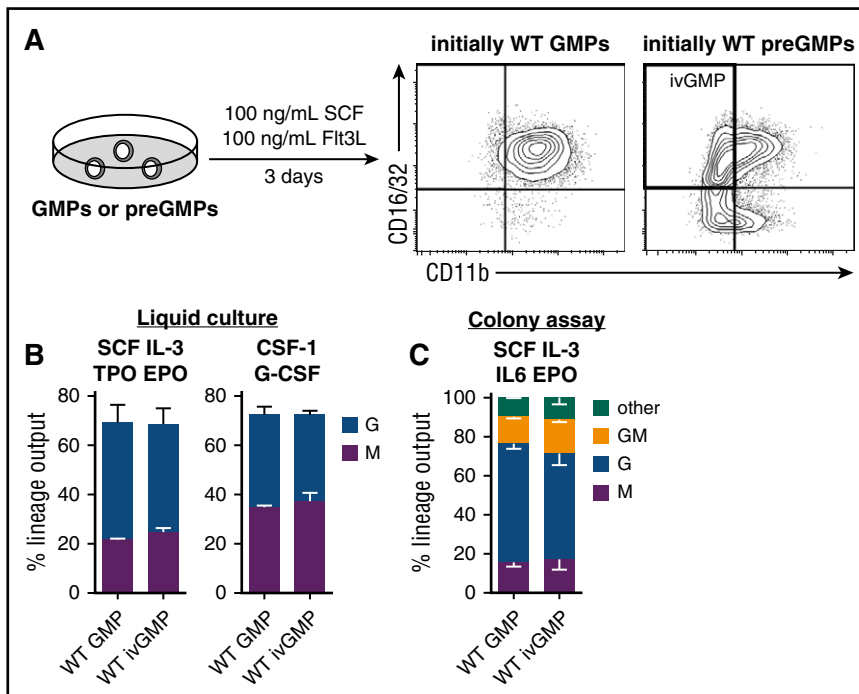 A
initially WT GMPs
initially WT preGMPs
100 ng/mL SCF
100 ng/mL Flt3L
3 days
GMPs or preGMPs
ivGMP
CD16/32
CD11b
B
Liquid culture
SCF IL-3
TPO EPO
CSF-1
G-CSF
% lineage output
80
60
40
20
0
WT GMP
WT ivGMP
80
60
40
20
0
WT GMP
WT ivGMP
G
M
C
Colony assay
SCF IL-3
IL6 EPO
% lineage output
100
80
60
40
20
0
WT GMP
WT ivGMP
other
GM
G
M